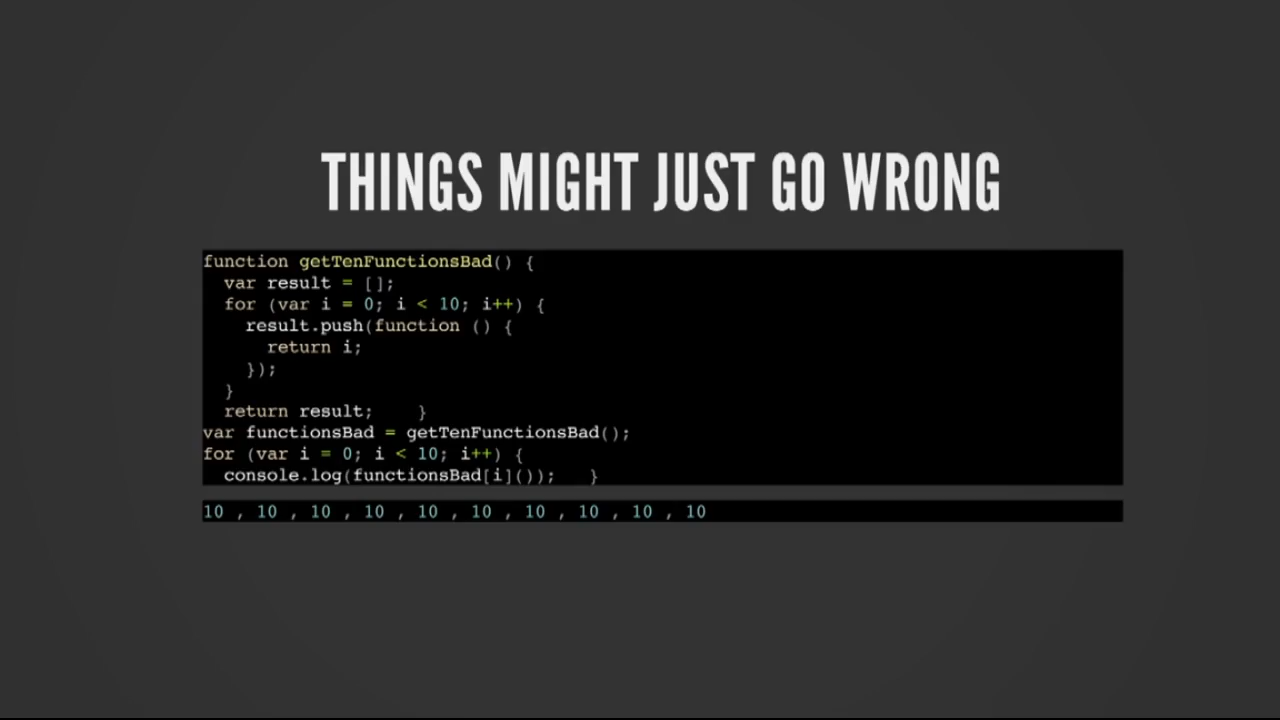 THINGS MIGHT JUST GO WRONG
function getTenFunctionsBad() {
  var result = [];
  for (var i = 0; i < 10; i++) {
    result.push(function () {
      return i;
    });
  }
  return result;    }
var functionsBad = getTenFunctionsBad();
for (var i = 0; i < 10; i++) {
  console.log(functionsBad[i]());    }
10 , 10 , 10 , 10 , 10 , 10 , 10 , 10 , 10 , 10